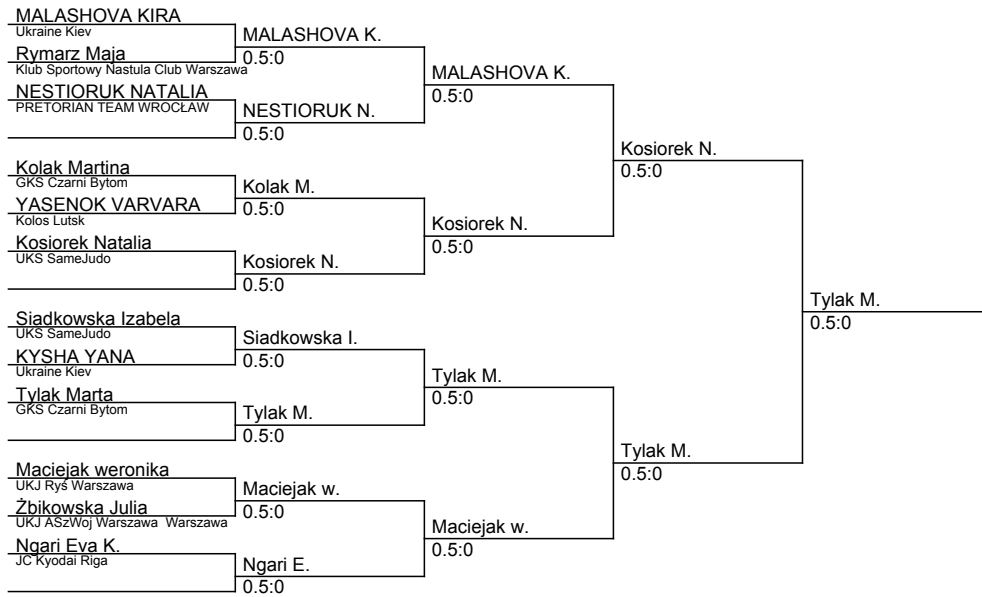 MALASHOVA KIRA
Ukraine Kiev
Rymarz Maja
Klub Sportowy Nastula Club Warszawa
NESTIORUK NATALIA
PRETORIAN TEAM WROCŁAW
Kolak Martina
GKS Czarni Bytom
YASENOK VARVARA
Kolos Lutsk
Kosiorek Natalia
UKS SameJudo
Siadkowska Izabela
UKS SameJudo
KYSHA YANA
Ukraine Kiev
Tylak Marta
GKS Czarni Bytom
Maciejak weronika
UKJ Ryś Warszawa
Żbikowska Julia
UKJ ASzWoj Warszawa  Warszawa
Ngari Eva K.
JC Kyodai Riga
MALASHOVA K.
0.5:0
NESTIORUK N.
0.5:0
Kolak M.
0.5:0
Kosiorek N.
0.5:0
Siadkowska I.
0.5:0
Tylak M.
0.5:0
Maciejak w.
0.5:0
Ngari E.
0.5:0
MALASHOVA K.
0.5:0
Kosiorek N.
0.5:0
Tylak M.
0.5:0
Maciejak w.
0.5:0
Kosiorek N.
0.5:0
Tylak M.
0.5:0
Tylak M.
0.5:0